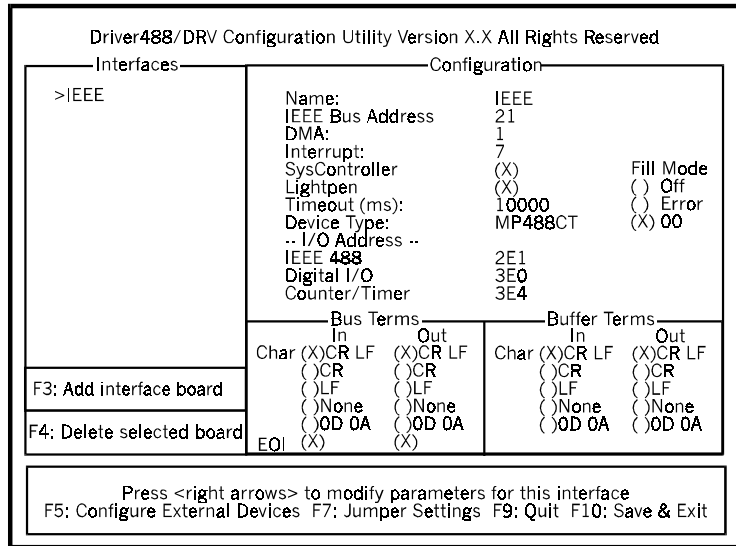 Driver488/DRV Configuration Utility Version X.X All Rights Reserved
Interfaces
>IEEE
F3: Add interface board
F4: Delete selected board
Configuration
Name: IEEE
IEEE Bus Address 21
DMA: 1
Interrupt: 7
SysController (X) Fill Mode
Lightpen (X) ( ) Off
Timeout (ms): 10000 ( ) Error
Device Type: MP488CT (X) 00
-- I/O Address --
IEEE 488 2E1
Digital I/O 3E0
Counter/Timer 3E4
Bus Terms
In Out
Char (X)CR LF (X)CR LF
( )CR ( )CR
( )LF ( )LF
( )None ( )None
( )0D 0A ( )0D 0A
EOI (X) (X)
Buffer Terms
In Out
Char (X)CR LF (X)CR LF
( )CR ( )CR
( )LF ( )LF
( )None ( )None
( )0D 0A ( )0D 0A
Press <right arrows> to modify parameters for this interface
F5: Configure External Devices F7: Jumper Settings F9: Quit F10: Save & Exit